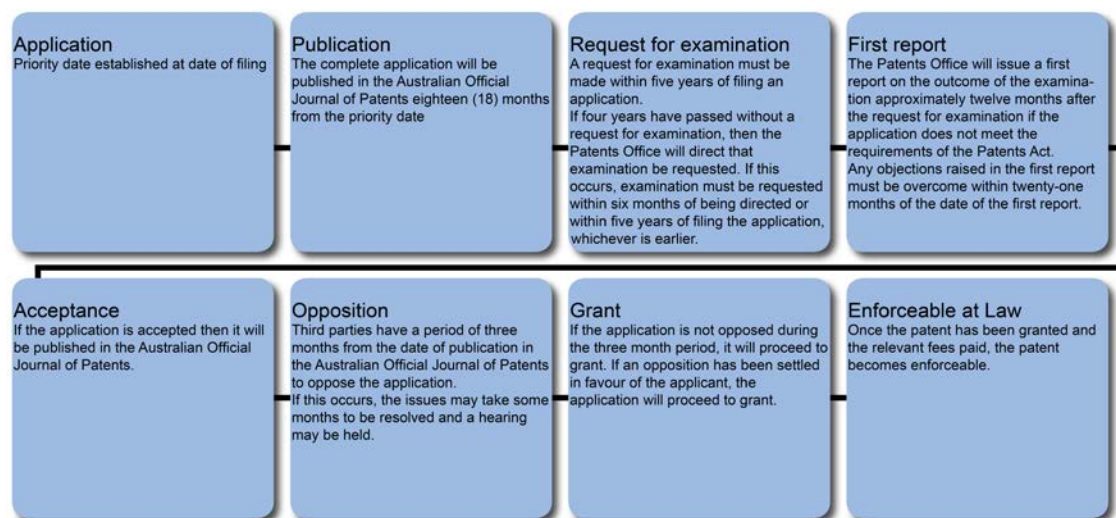 Application
Priority date established at date of filing
Publication
The complete application will be
published in the Australian Official
Journal of Patents eighteen (18) months
from the priority date
Request for examination
A request for examination must be
made within five years of filing an
application.
If four years have passed without a
request for examination, then the
Patents Office will direct that
examination be requested. If this
occurs, examination must be requested
within six months of being directed or
within five years of filing the application,
whichever is earlier.
First report
The Patents Office will issue a first
report on the outcome of the examina-
tion approximately twelve months after
the request for examination if the
application does not meet the
requirements of the Patents Act.
Any objections raised in the first report
must be overcome within twenty-one
months of the date of the first report.
Acceptance
If the application is accepted then it will
be published in the Australian Official
Journal of Patents.
Opposition
Third parties have a period of three
months from the date of publication in
the Australian Official Journal of Patents
to oppose the application.
If this occurs, the issues may take some
months to be resolved and a hearing
may be held.
Grant
If the application is not opposed during
the three month period, it will proceed to
grant. If an opposition has been settled
in favour of the applicant, the
application will proceed to grant.
Enforceable at Law
Once the patent has been granted and
the relevant fees paid, the patent
becomes enforceable.